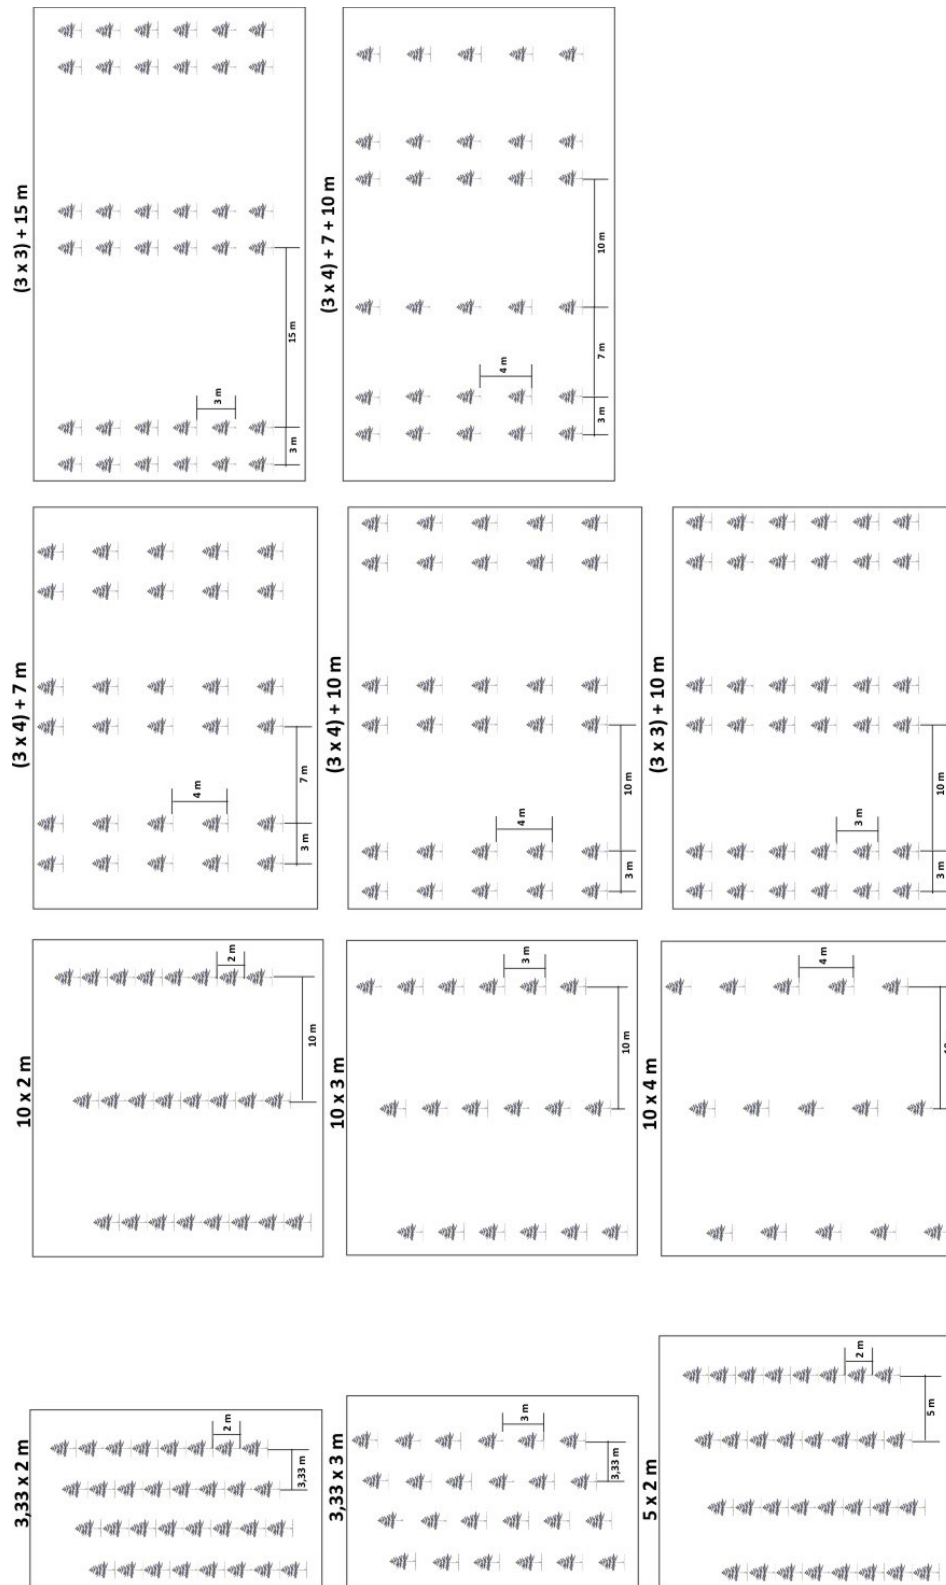 3,33 x 2 m
2 m
3,33 m
10 x 2 m
2 m
10 m
(3 x 4) + 7 m
4 m
3 m
7 m
(3 x 3) + 15 m
3 m
3 m
15 m
3,33 x 3 m
3 m
3,33 m
10 x 3 m
3 m
10 m
(3 x 4) + 10 m
4 m
3 m
10 m
(3 x 4) + 7 + 10 m
4 m
3 m
7 m
10 m
5 x 2 m
2 m
5 m
10 x 4 m
4 m
(3 x 3) + 10 m
3 m
3 m
10 m